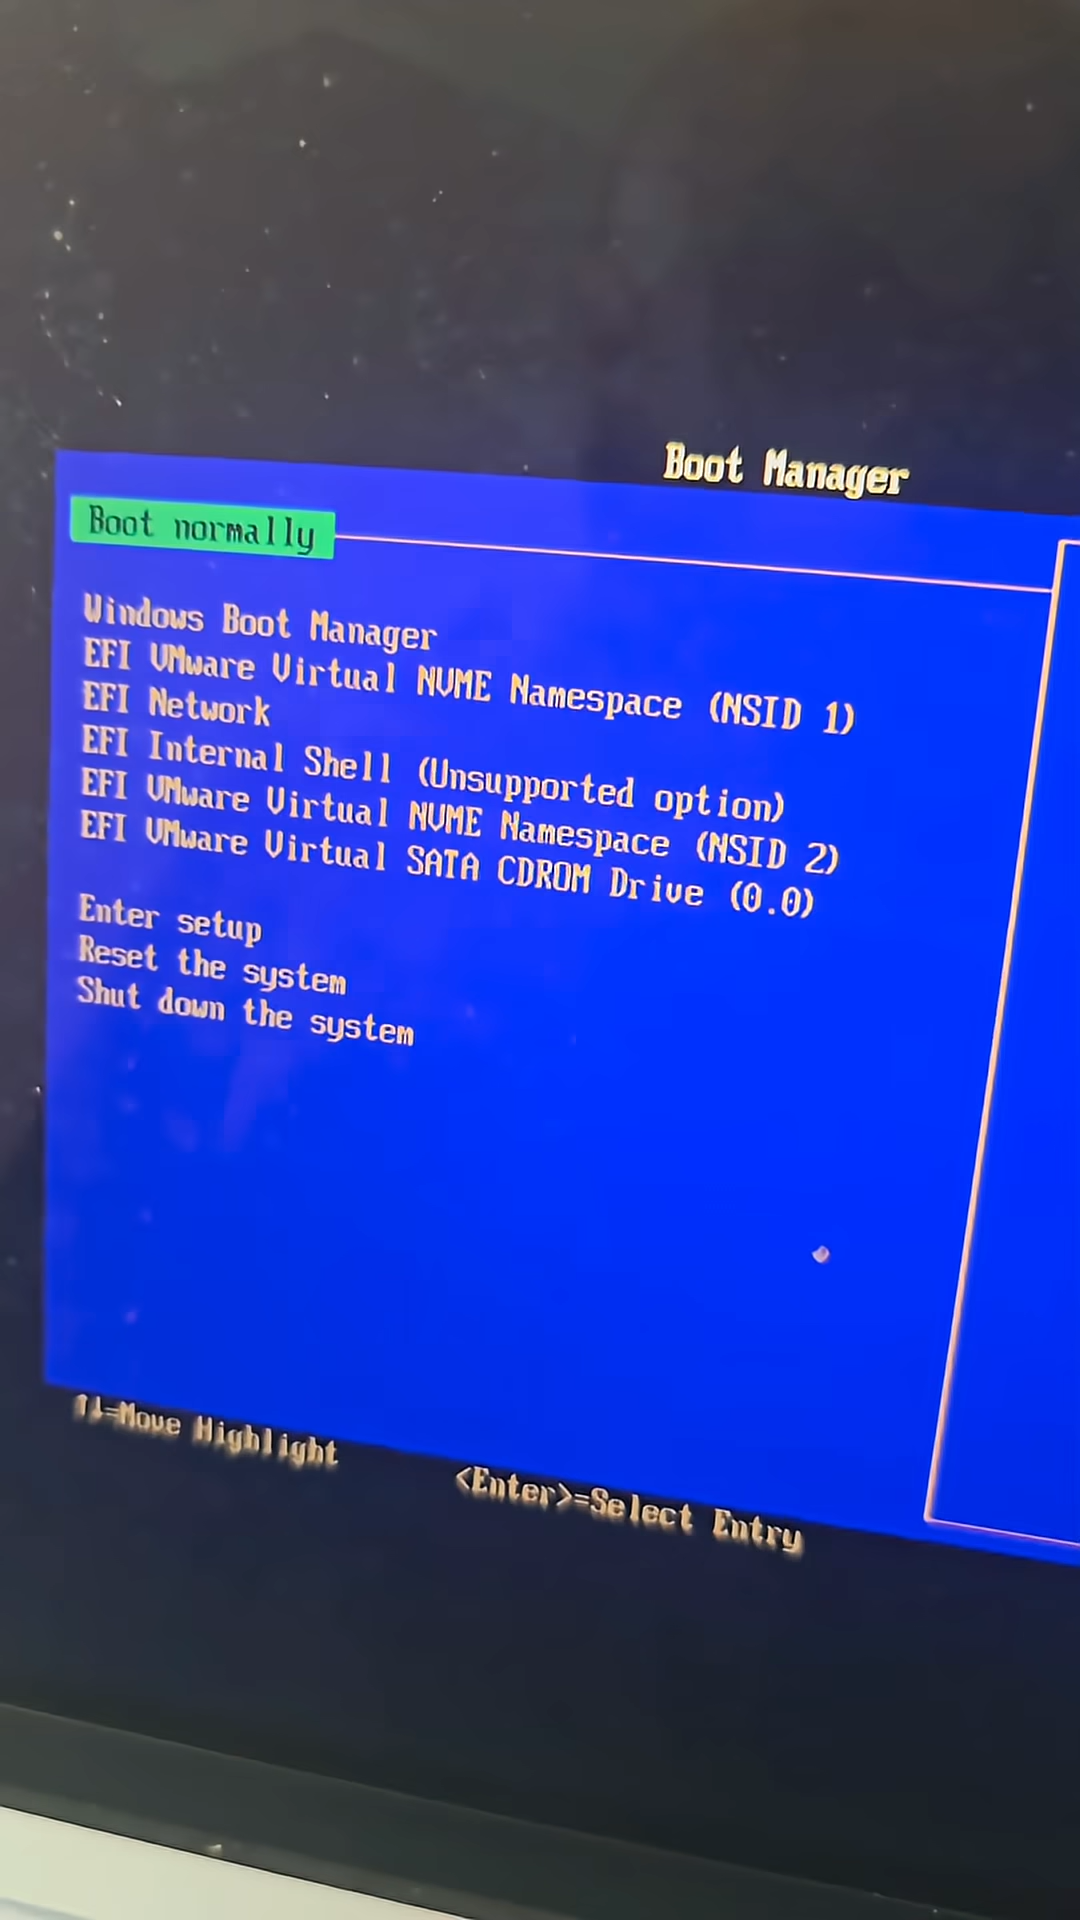 Boot Manager
Boot normally
Windows Boot Manager
EFI VMware Virtual NVME Namespace (NSID 1)
EFI Network
EFI Internal Shell (Unsupported option)
EFI VMware Virtual NVME Namespace (NSID 2)
EFI VMware Virtual SATA CDROM Drive (0.0)
Enter setup
Reset the system
Shut down the system
↑↓=Move Highlight
<Enter>=Select Entry